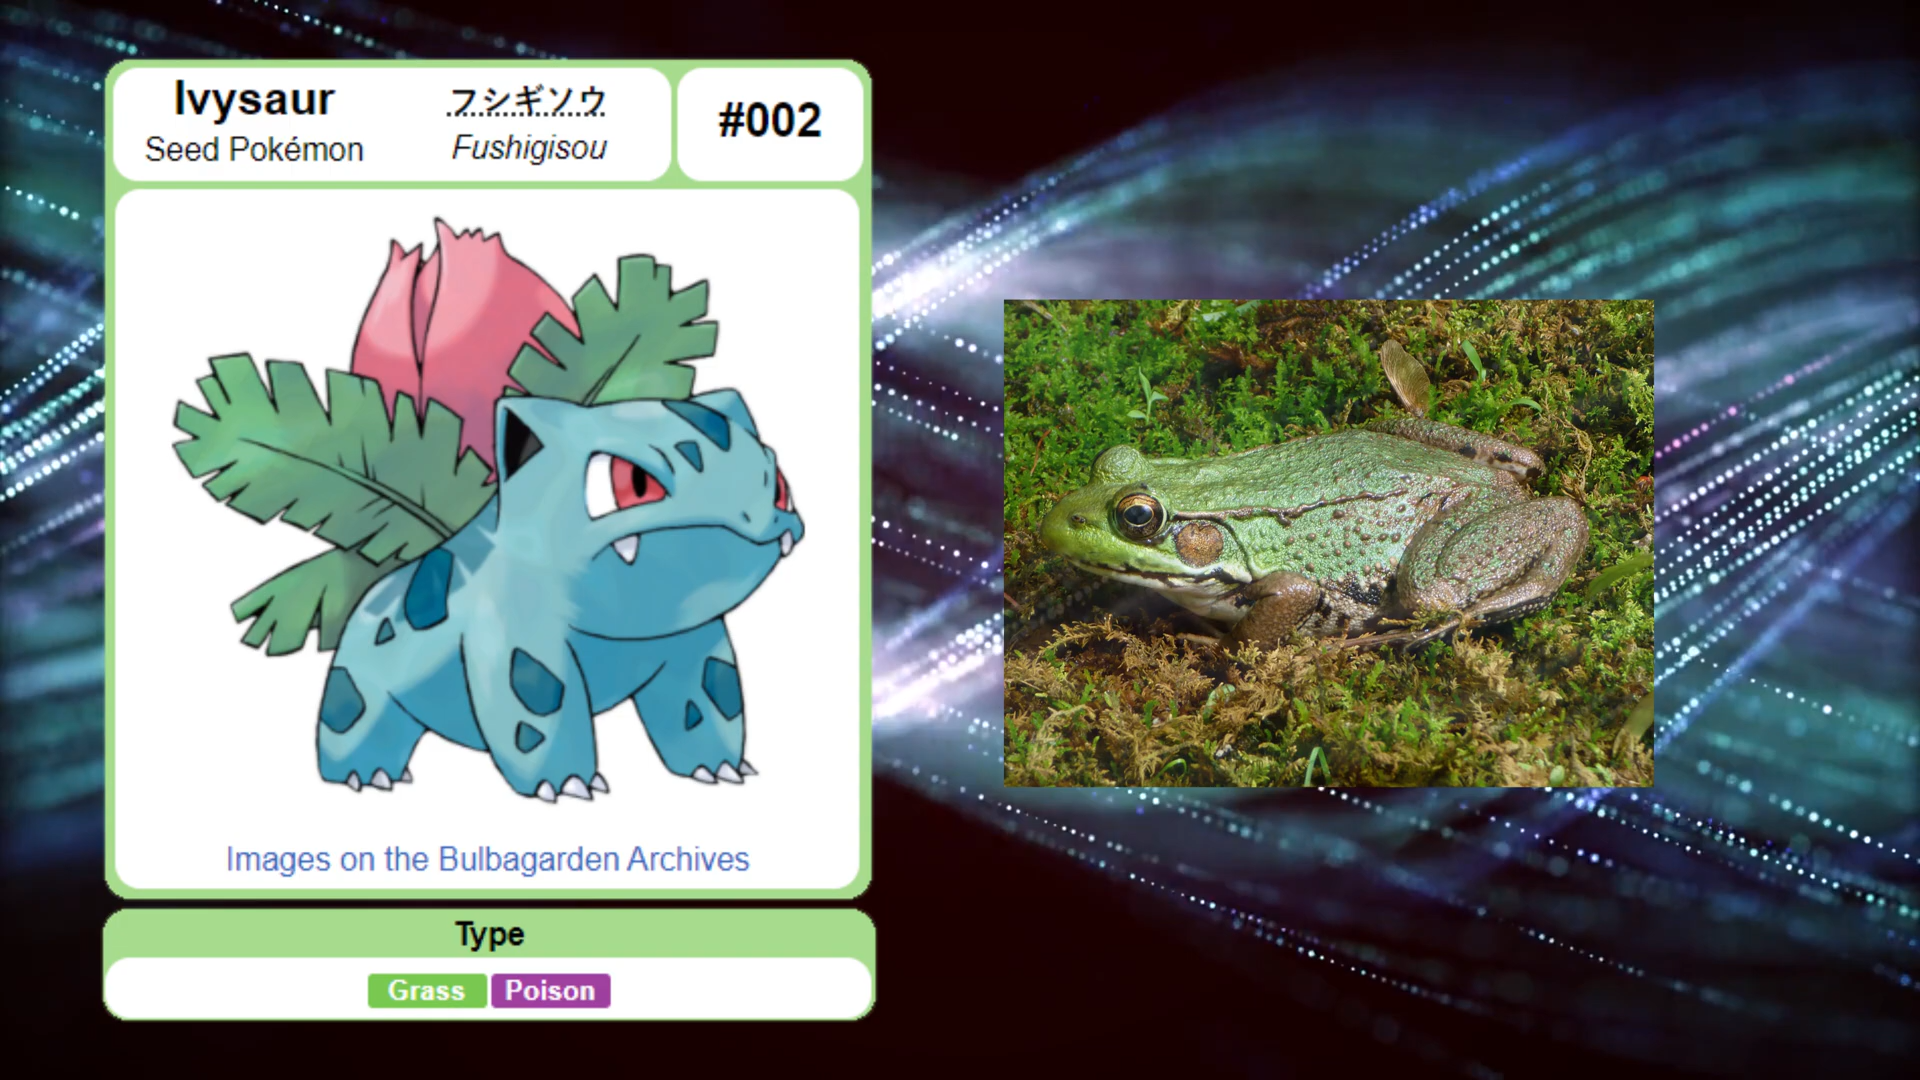 Ivysaur
Seed Pokémon
フシギソウ
Fushigisou
#002
Images on the Bulbagarden Archives
Type
Grass Poison